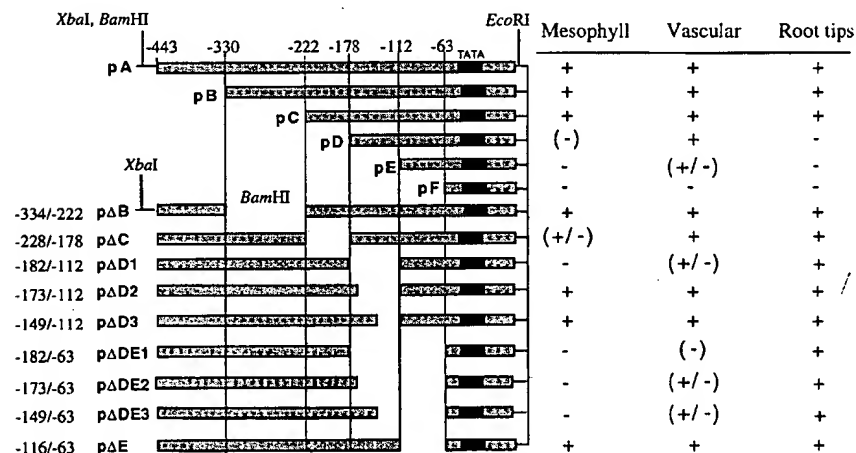 XbaI, BamHI EcoRI Mesophyll Vascular Root tips
-443 -330 -222 -178 -112 -63 TATA
pA + + +
pB + + +
pC + + +
pD (-) + -
pE - (+/-) -
XbaI pF - - -
BamHI
-334/-222 pΔB + + +
-228/-178 pΔC (+/-) + +
-182/-112 pΔD1 - (+/-) +
-173/-112 pΔD2 + + +
-149/-112 pΔD3 + + +
-182/-63 pΔDE1 - (-) +
-173/-63 pΔDE2 - (+/-) +
-149/-63 pΔDE3 - (+/-) +
-116/-63 pΔE + + +